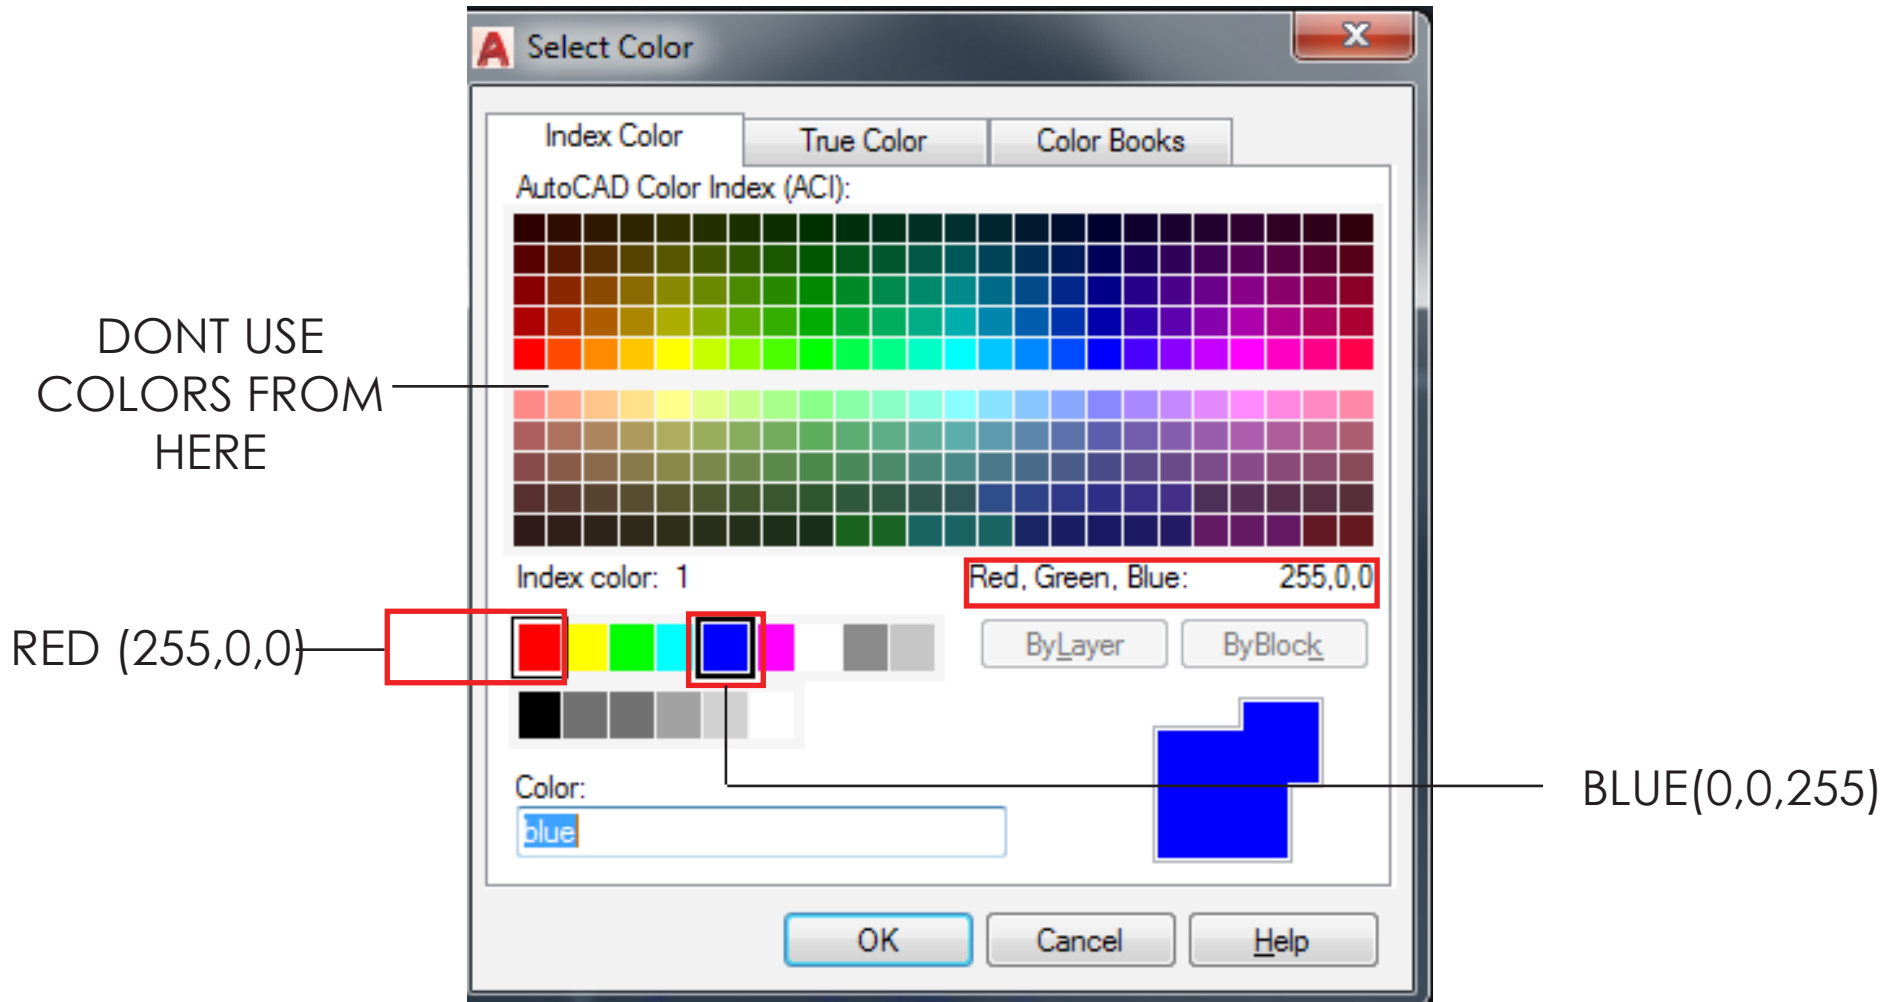 Select Color
Index Color
True Color
Color Books
AutoCAD Color Index (ACI):
DONT USE
COLORS FROM
HERE
Index color: 1
Red, Green, Blue: 255,0,0
RED (255,0,0)
ByLayer
ByBlock
Color:
blue
BLUE(0,0,255)
OK
Cancel
Help